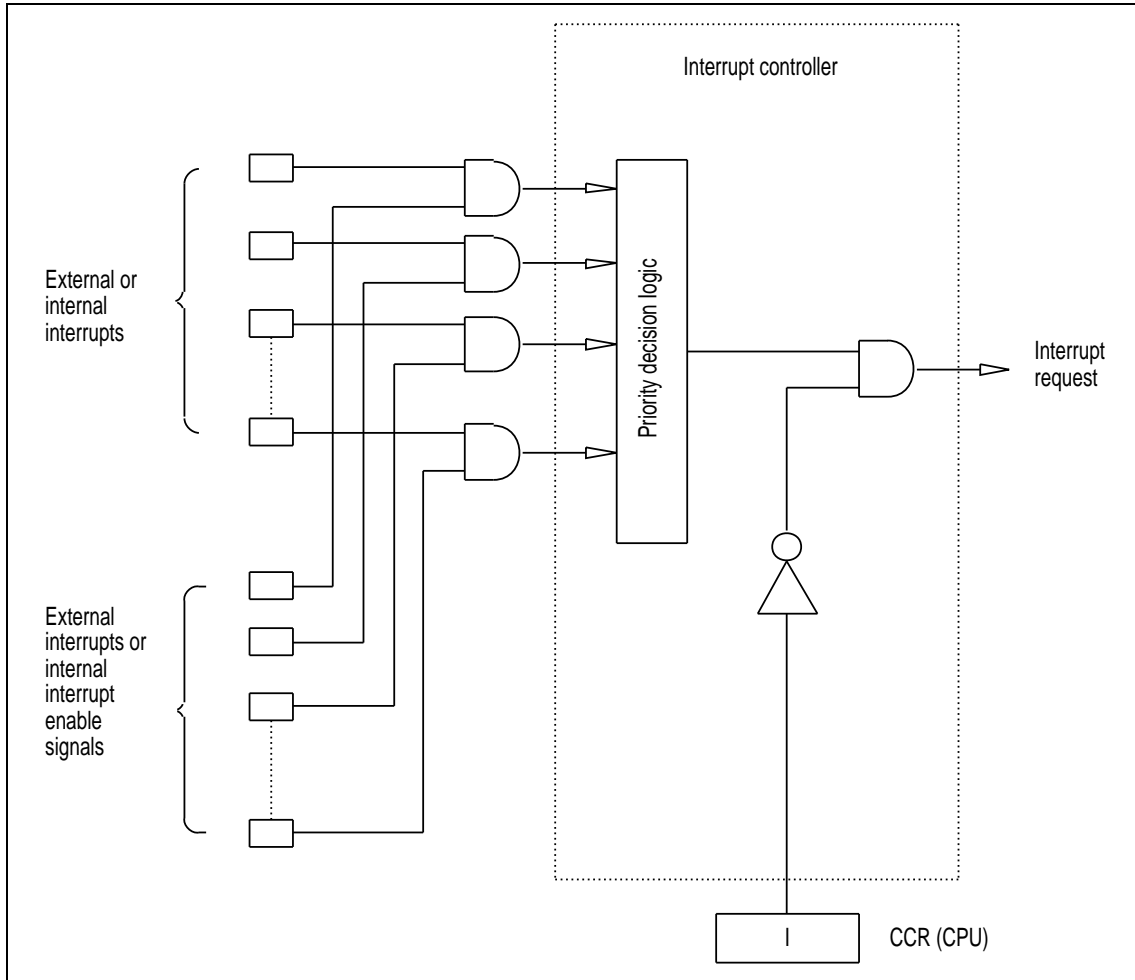 Interrupt controller
External or
internal
interrupts
Priority decision logic
Interrupt
request
External
interrupts or
internal
interrupt
enable
signals
I
CCR (CPU)